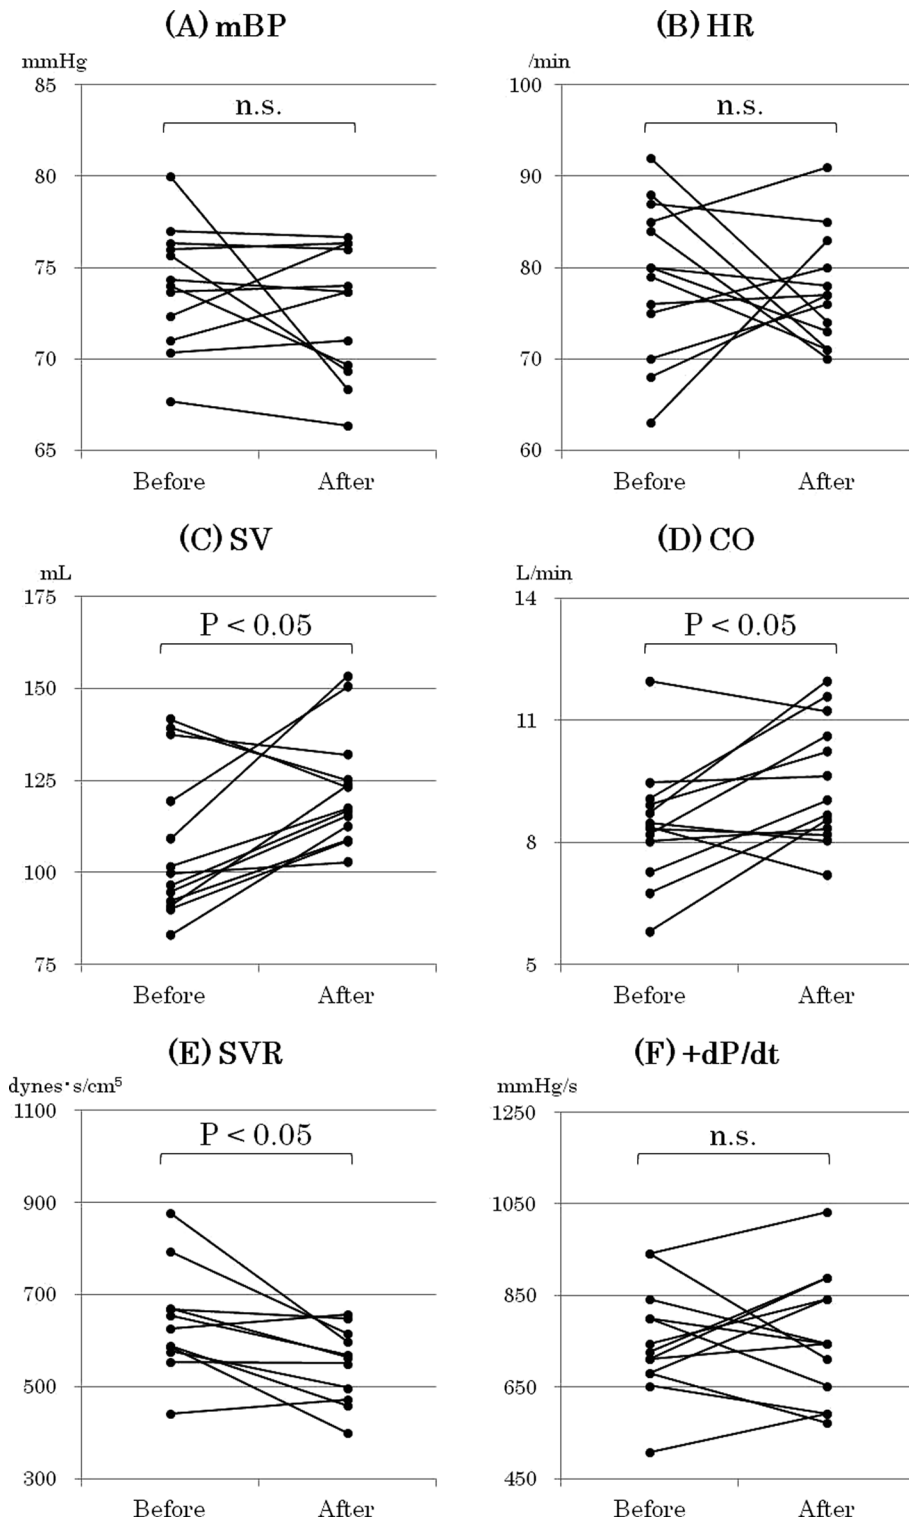 (A) mBP
mmHg
85
n.s.
80
75
70
65
Before After
(B) HR
/min
100
n.s.
90
80
70
60
Before After
(C) SV
mL
175
P < 0.05
150
125
100
75
Before After
(D) CO
L/min
14
P < 0.05
11
8
5
Before After
(E) SVR
dynes･s/cm⁵
1100
P < 0.05
900
700
500
300
Before After
(F) +dP/dt
mmHg/s
1250
n.s.
1050
850
650
450
Before After